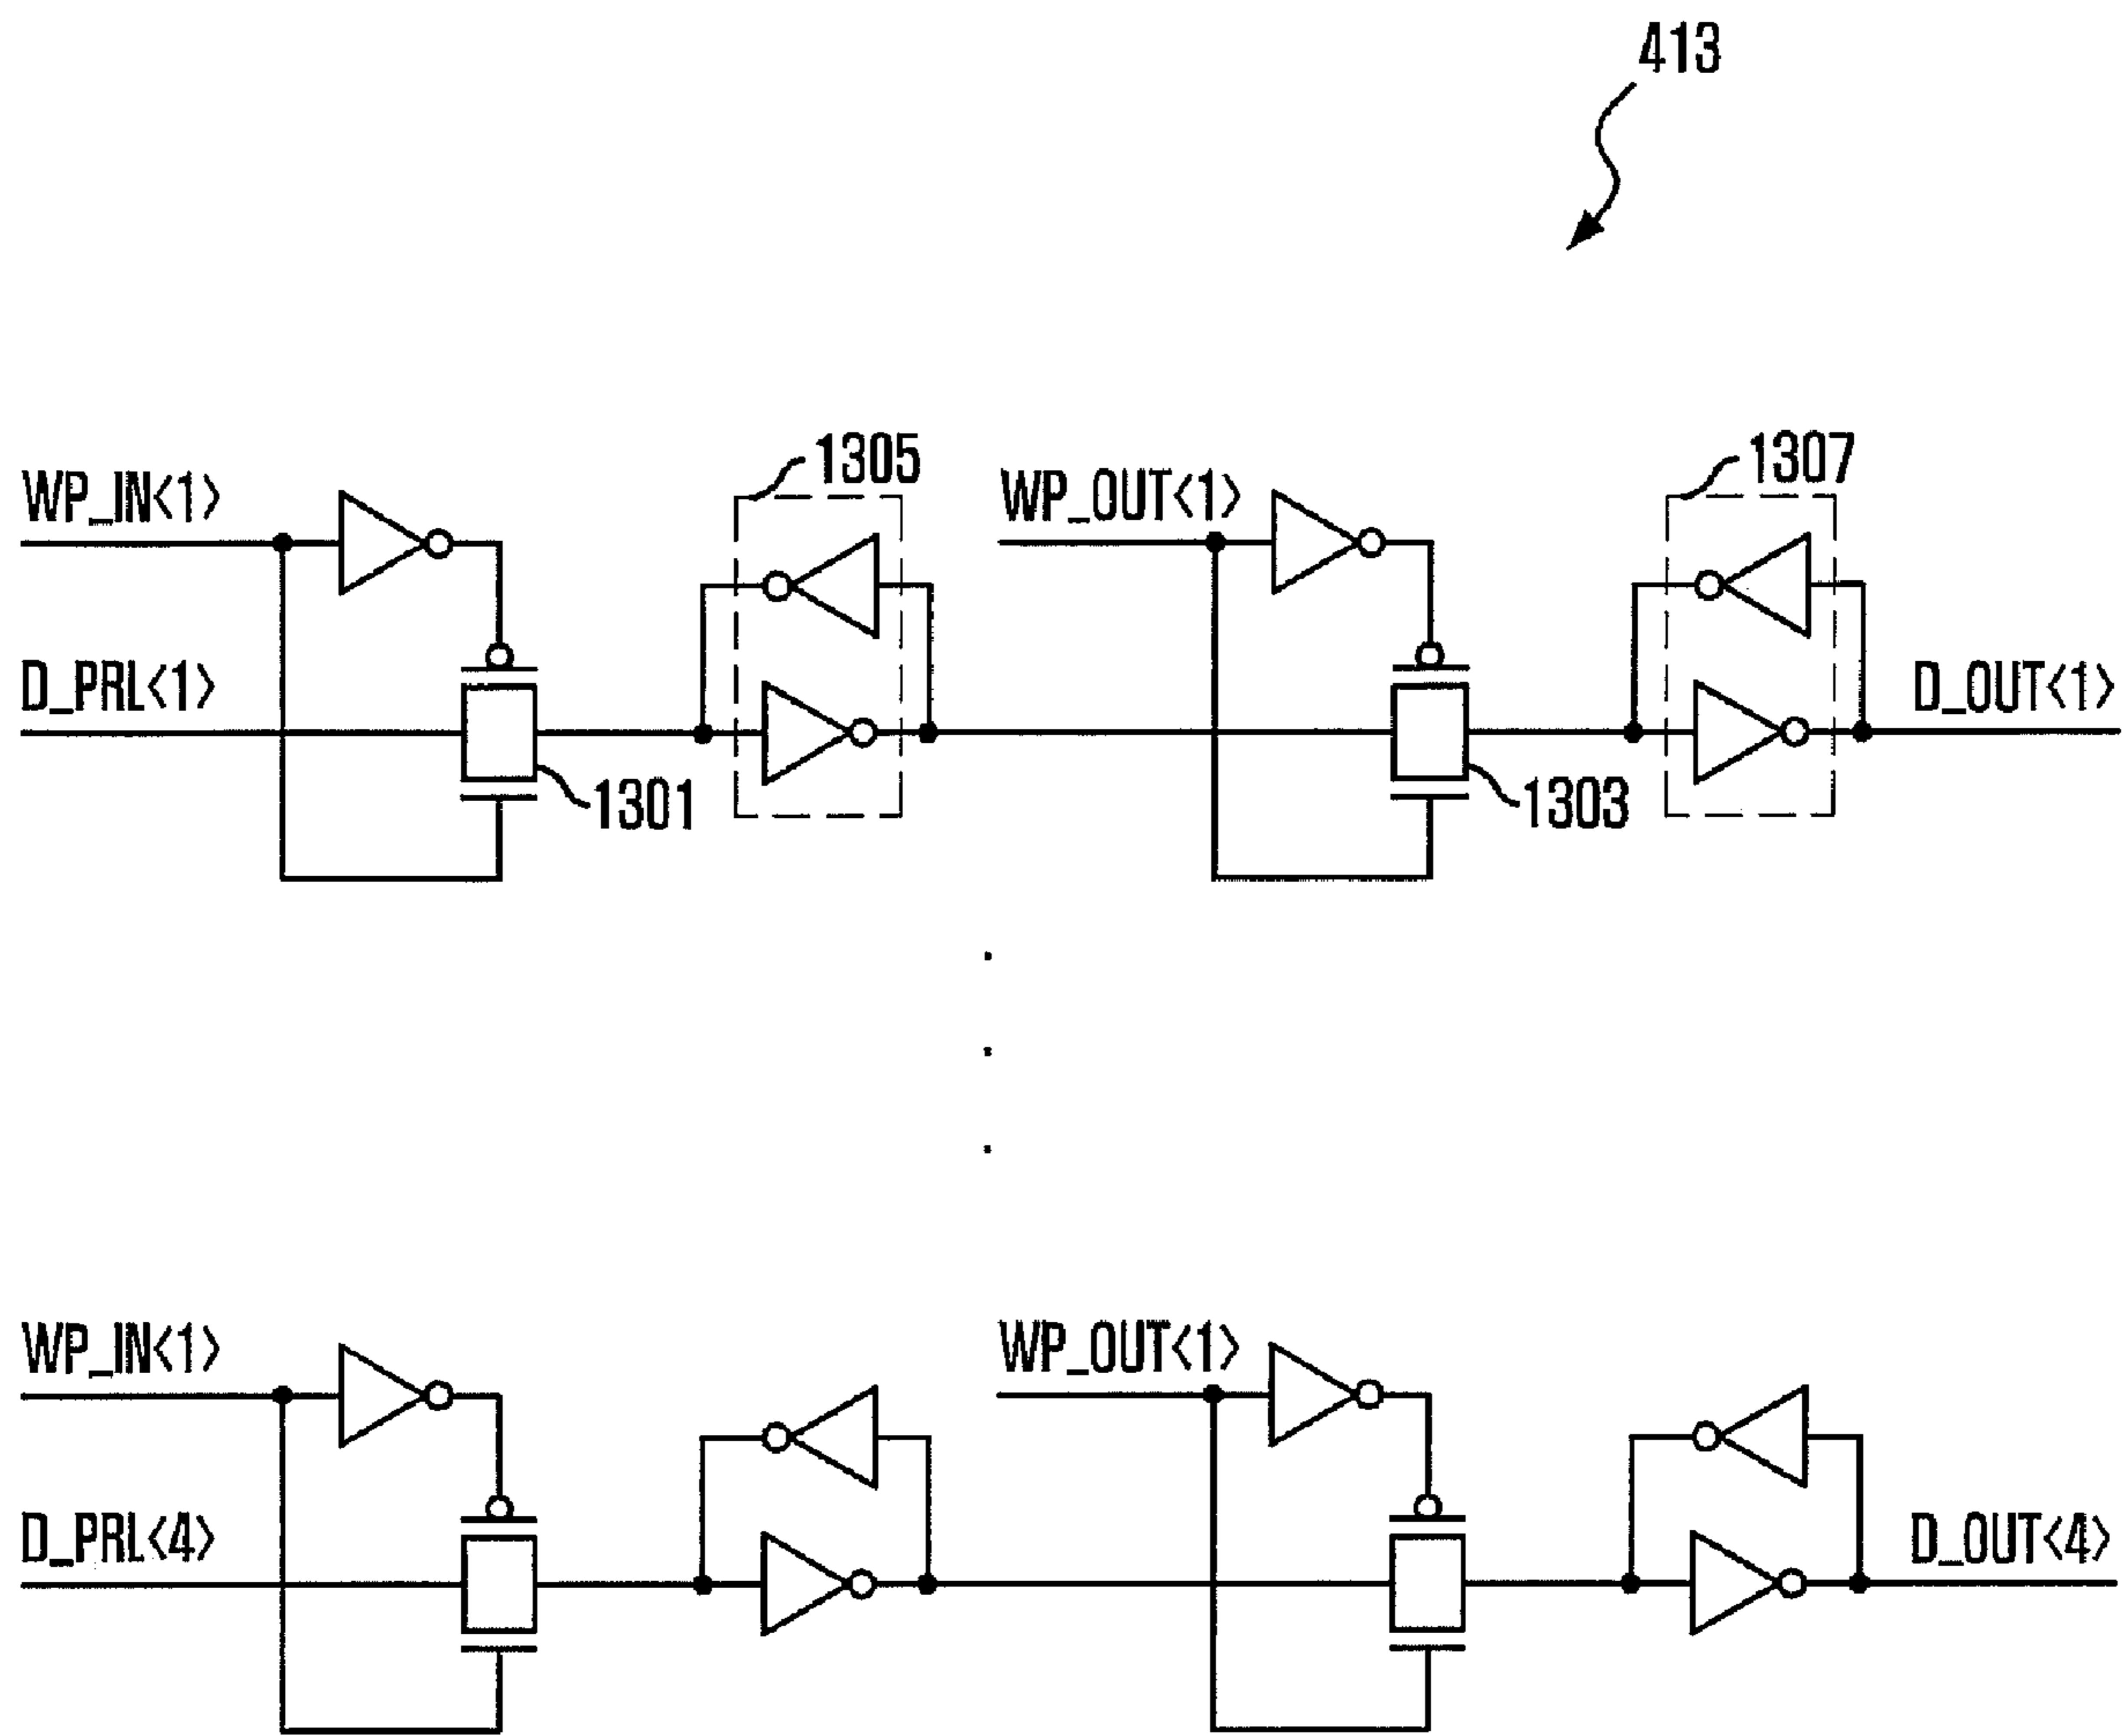 413
1305
1307
WP_IN<1>
WP_OUT<1>
D_PRL<1>
D_OUT<1>
1301
1303
WP_IN<1>
WP_OUT<1>
D_PRL<4>
D_OUT<4>